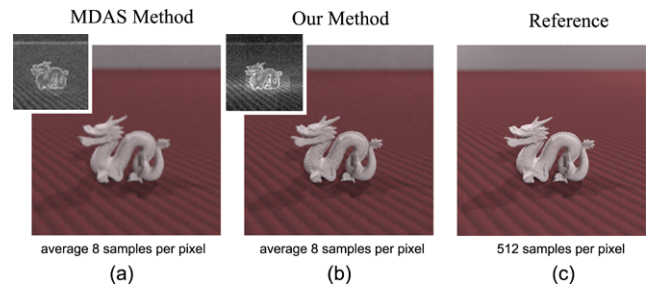 MDAS Method
Our Method
Reference
average 8 samples per pixel
average 8 samples per pixel
512 samples per pixel
(a)
(b)
(c)